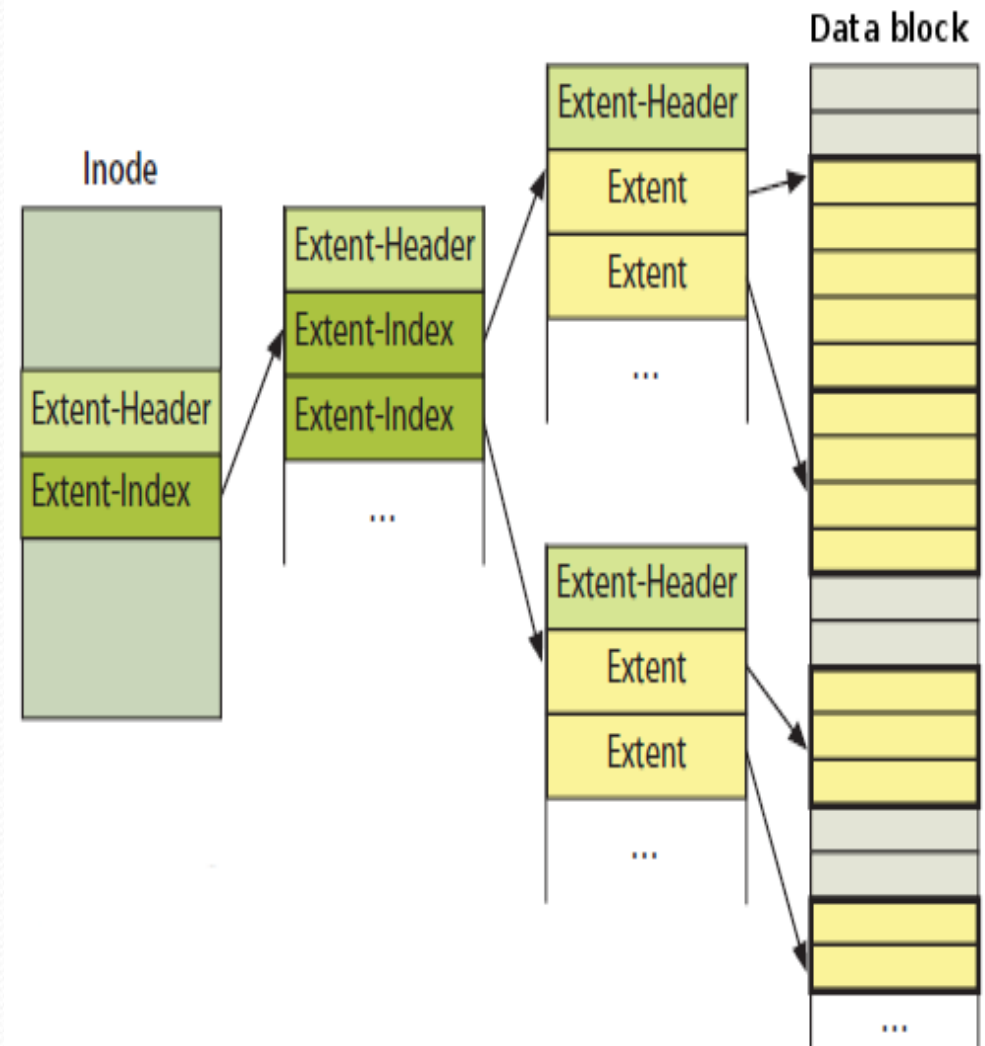 Data block
Inode
Extent-Header
Extent-Index
Extent-Header
Extent-Index
Extent-Index
...
Extent-Header
Extent
Extent
...
Extent-Header
Extent
Extent
...
...